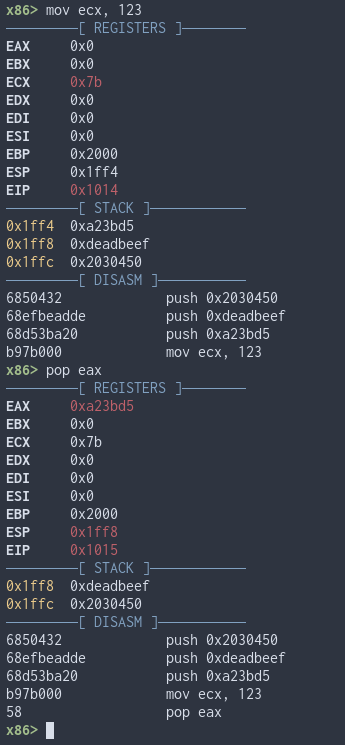 x86> mov ecx, 123
[ REGISTERS ]
EAX 0x0
EBX 0x0
ECX 0x7b
EDX 0x0
EDI 0x0
ESI 0x0
EBP 0x2000
ESP 0x1ff4
EIP 0x1014
[ STACK ]
0x1ff4 0xa23bd5
0x1ff8 0xdeadbeef
0x1ffc 0x2030450
[ DISASM ]
6850432 push 0x2030450
68efbeadde push 0xdeadbeef
68d53ba20 push 0xa23bd5
b97b000 mov ecx, 123
x86> pop eax
[ REGISTERS ]
EAX 0xa23bd5
EBX 0x0
ECX 0x7b
EDX 0x0
EDI 0x0
ESI 0x0
EBP 0x2000
ESP 0x1ff8
EIP 0x1015
[ STACK ]
0x1ff8 0xdeadbeef
0x1ffc 0x2030450
[ DISASM ]
6850432 push 0x2030450
68efbeadde push 0xdeadbeef
68d53ba20 push 0xa23bd5
b97b000 mov ecx, 123
58 pop eax
x86>